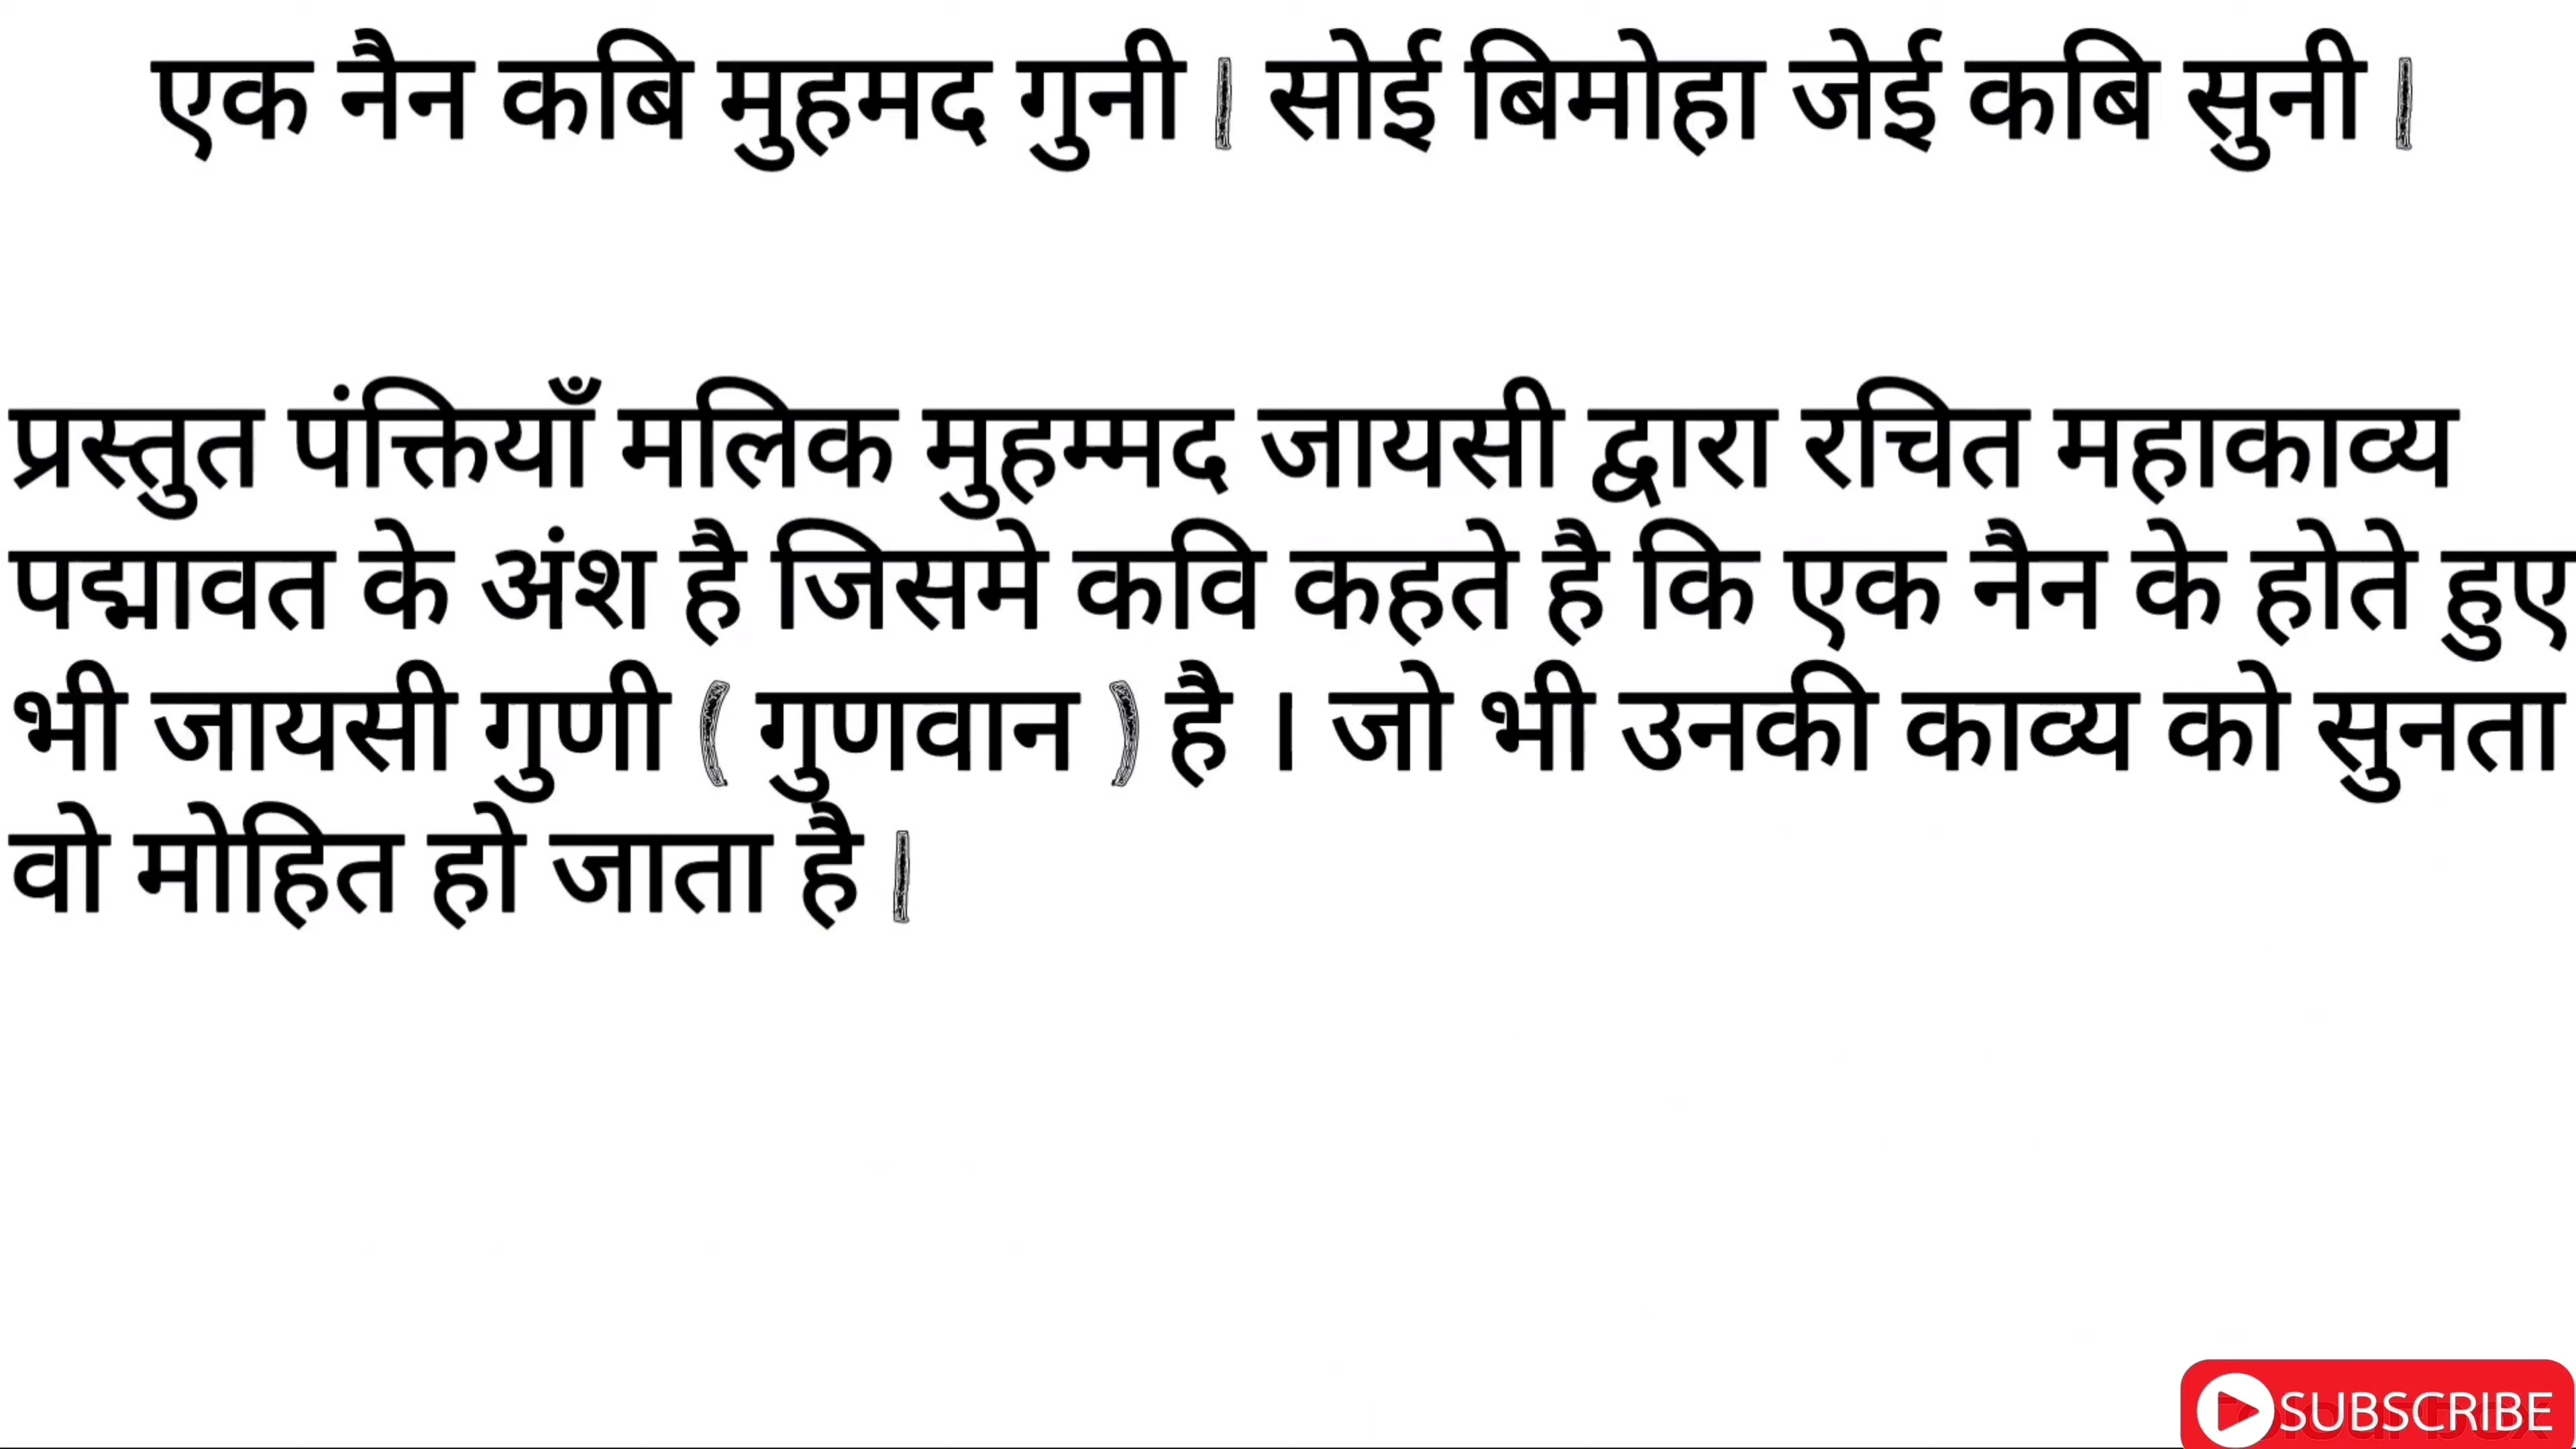 एक नैन कबि मुहमद गुनी | सोई बिमोहा जेई कबि सुनी |
प्रस्तुत पंक्तियाँ मलिक मुहम्मद जायसी द्वारा रचित महाकाव्य
पद्मावत के अंश है जिसमे कवि कहते है कि एक नैन के होते हुए
भी जायसी गुणी ( गुणवान ) है । जो भी उनकी काव्य को सुनता
वो मोहित हो जाता है |
SUBSCRIBE